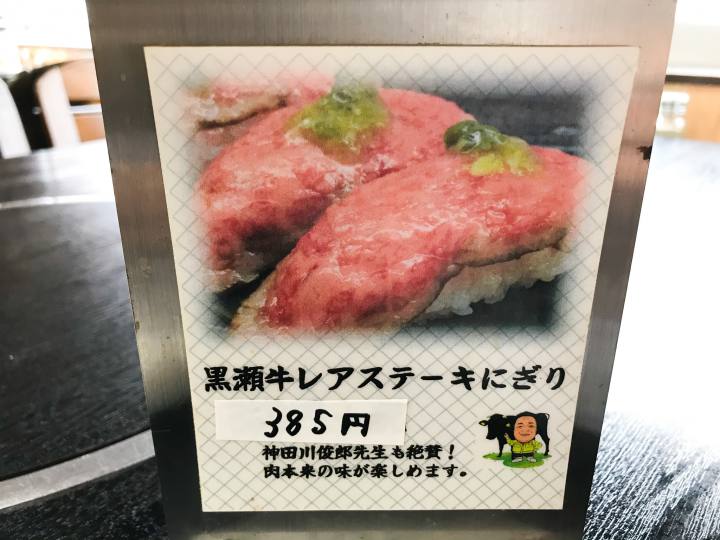 黒瀬牛レアステーキにぎり
385円
神田川俊郎先生も絶賛！
肉本来の味が楽しめます。